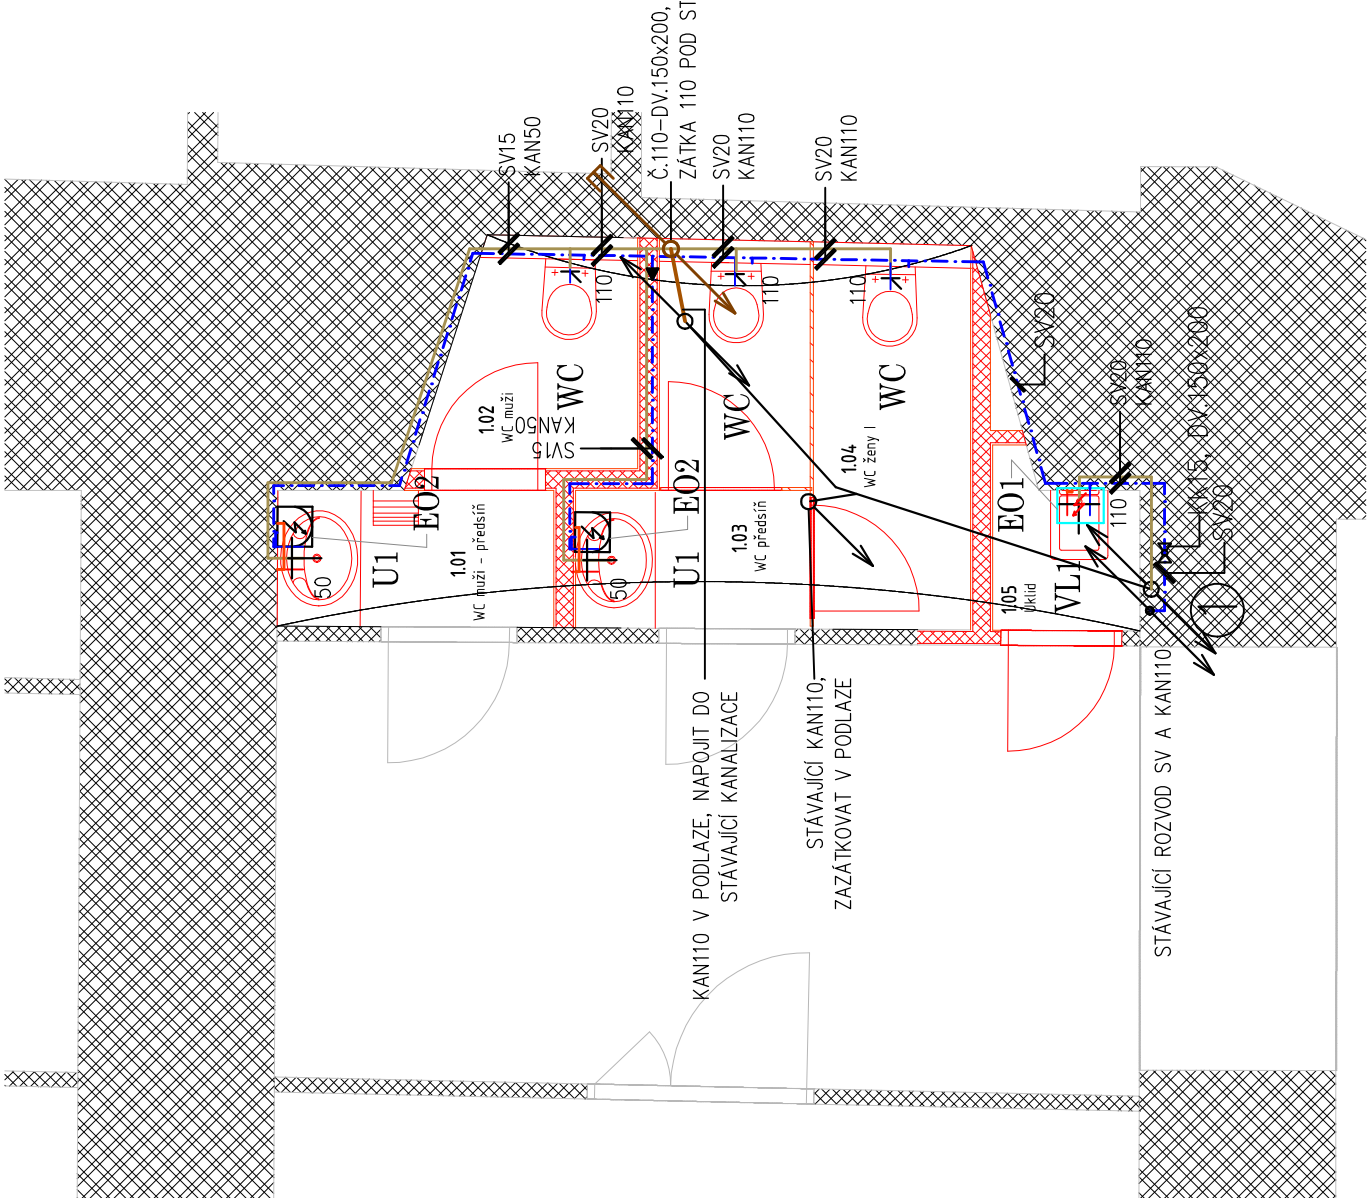 SV15
KAN50
SV20
KAN110
Č.110-DV.150x200,
ZÁTKA 110 POD ST
SV20
KAN110
SV20
KAN110
110
110
110
WC
WC
WC
1.02
WC muži
SV15
KAN50
1.04
WC ženy I
SV20
SV20
KAN110
HK15, DV.150x200
SV20
110
EO2
EO2
EO1
50
U1
1.01
WC muži - předsíň
50
U1
1.03
WC předsíň
1.05
Úklid
VL1
1
KAN110 V PODLAZE, NAPOJIT DO
STÁVAJÍCÍ KANALIZACE
STÁVAJÍCÍ KAN110,
ZAZÁTKOVAT V PODLAZE
STÁVAJÍCÍ ROZVOD SV A KAN110